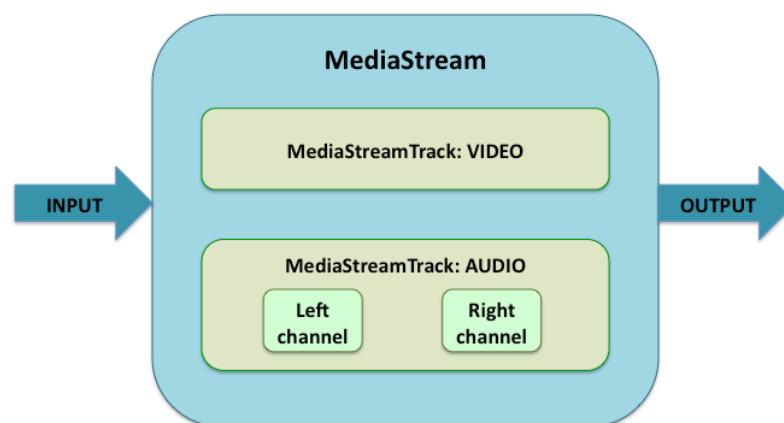 MediaStream
MediaStreamTrack: VIDEO
INPUT
OUTPUT
MediaStreamTrack: AUDIO
Left
channel
Right
channel